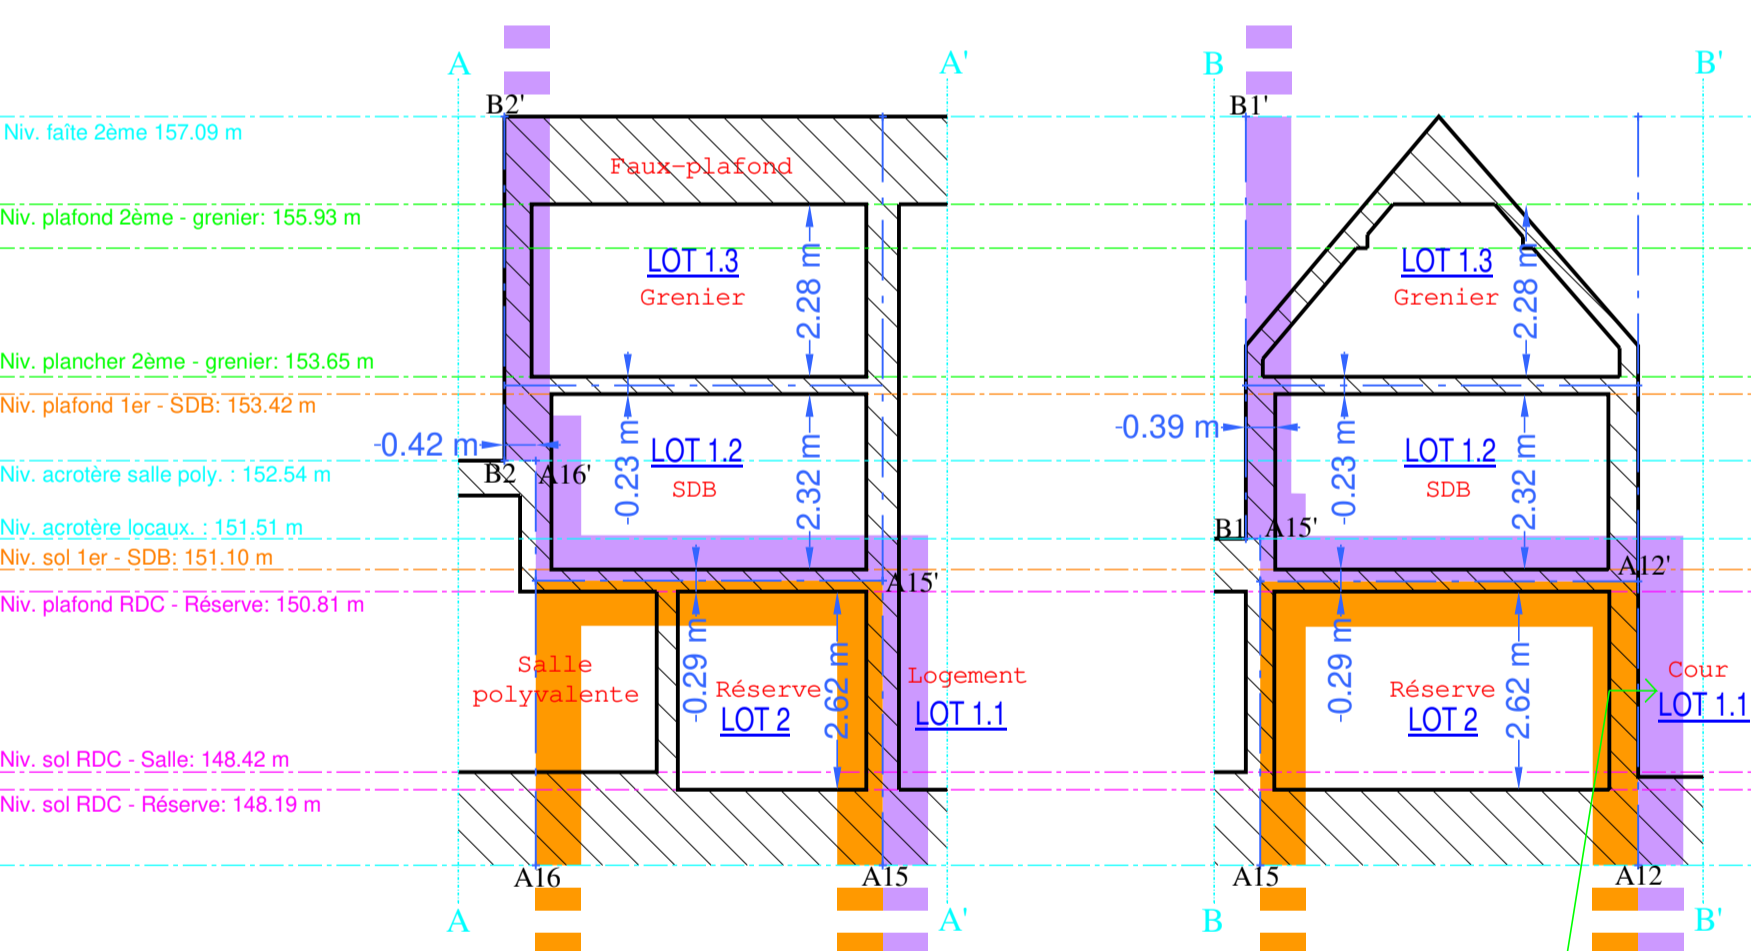 A
A'
B
B'
B2'
B1'
Niv. faîte 2ème 157.09 m
Faux-plafond
Niv. plafond 2ème - grenier: 155.93 m
LOT 1.3
Grenier
2.28 m
LOT 1.3
Grenier
2.28 m
Niv. plancher 2ème - grenier: 153.65 m
Niv. plafond 1er - SDB: 153.42 m
-0.42 m
-0.23 m
LOT 1.2
SDB
2.32 m
-0.39 m
-0.23 m
LOT 1.2
SDB
2.32 m
Niv. acrotère salle poly. : 152.54 m
B2
A16'
Niv. acrotère locaux. : 151.51 m
B1
A15'
Niv. sol 1er - SDB: 151.10 m
A15'
A12'
Niv. plafond RDC - Réserve: 150.81 m
Salle
polyvalente
-0.29 m
Réserve
LOT 2
2.62 m
Logement
LOT 1.1
-0.29 m
Réserve
LOT 2
2.62 m
Cour
LOT 1.1
Niv. sol RDC - Salle: 148.42 m
Niv. sol RDC - Réserve: 148.19 m
A16
A15
A15
A12
A
A'
B
B'